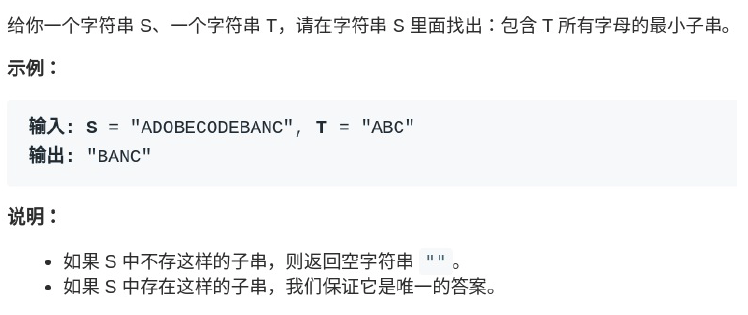 给你一个字符串 S、一个字符串 T，请在字符串 S 里面找出：包含 T 所有字母的最小子串。
示例：
输入: S = "ADOBECODEBANC", T = "ABC"
输出: "BANC"
说明：
如果 S 中不存这样的子串，则返回空字符串 ""。
如果 S 中存在这样的子串，我们保证它是唯一的答案。